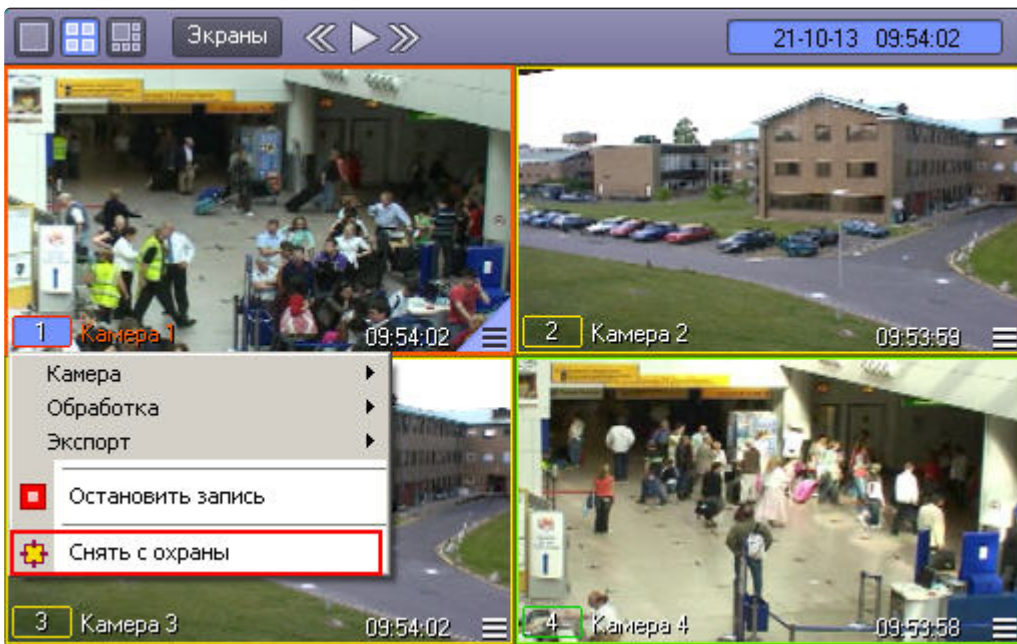 Экраны
21-10-13 09:54:02
1 Камера 1 09:54:02
2 Камера 2 09:53:59
Камера
Обработка
Экспорт
Остановить запись
Снять с охраны
3 Камера 3 09:54:02
4 Камера 4 09:53:58